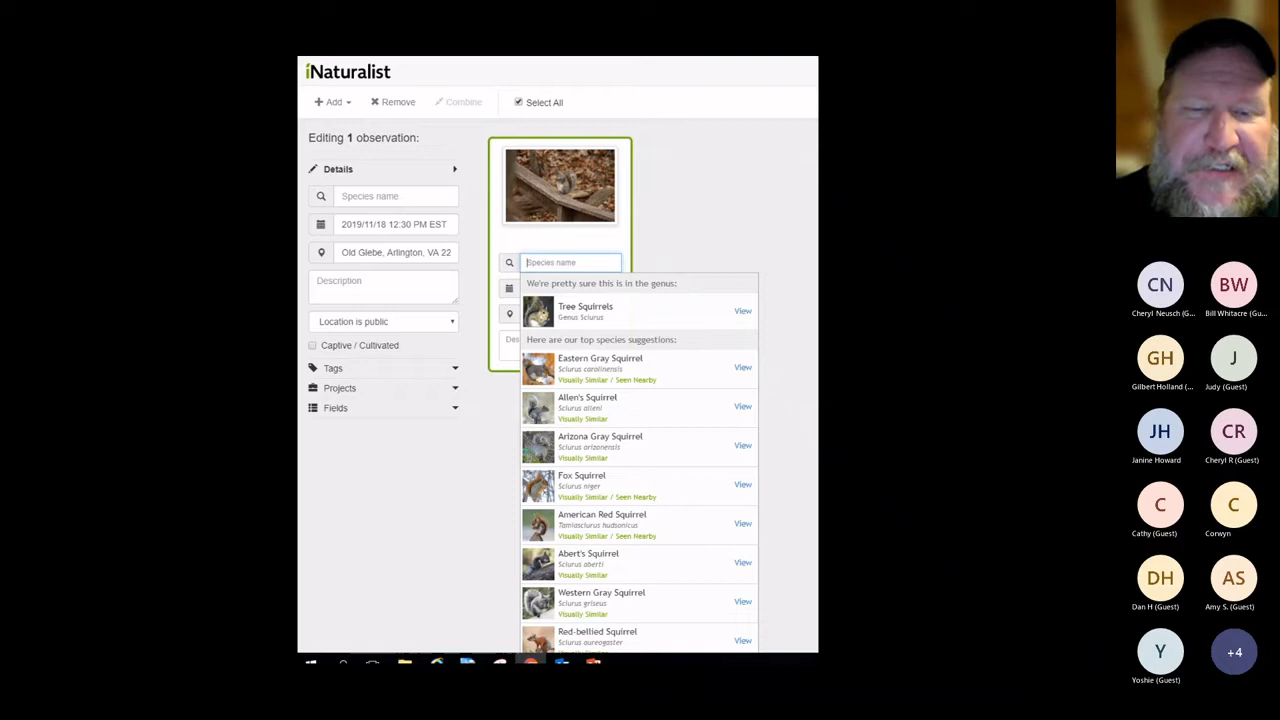 iNaturalist
Add
Remove
Combine
Select All
Editing 1 observation:
Details
Species name
2019/11/18 12:30 PM EST
Old Glebe, Arlington, VA 22
Description
Location is public
Captive / Cultivated
Tags
Projects
Fields
Species name
Des
We're pretty sure this is in the genus:
Tree Squirrels
Genus Sciurus
View
Here are our top species suggestions:
Eastern Gray Squirrel
Sciurus carolinensis
Visually Similar / Seen Nearby
View
Allen's Squirrel
Sciurus alleni
Visually Similar
View
Arizona Gray Squirrel
Sciurus arizonensis
Visually Similar
View
Fox Squirrel
Sciurus niger
Visually Similar / Seen Nearby
View
American Red Squirrel
Tamiasciurus hudsonicus
Visually Similar / Seen Nearby
View
Abert's Squirrel
Sciurus aberti
Visually Similar
View
Western Gray Squirrel
Sciurus griseus
Visually Similar
View
Red-bellied Squirrel
Sciurus aureogaster
View
CN
Cheryl Neusch (G...
BW
Bill Whitacre (Gu...
GH
Gilbert Holland (...
J
Judy (Guest)
JH
Janine Howard
CR
Cheryl R (Guest)
C
Cathy (Guest)
C
Corwyn
DH
Dan H (Guest)
AS
Amy S. (Guest)
Y
Yoshie (Guest)
+4